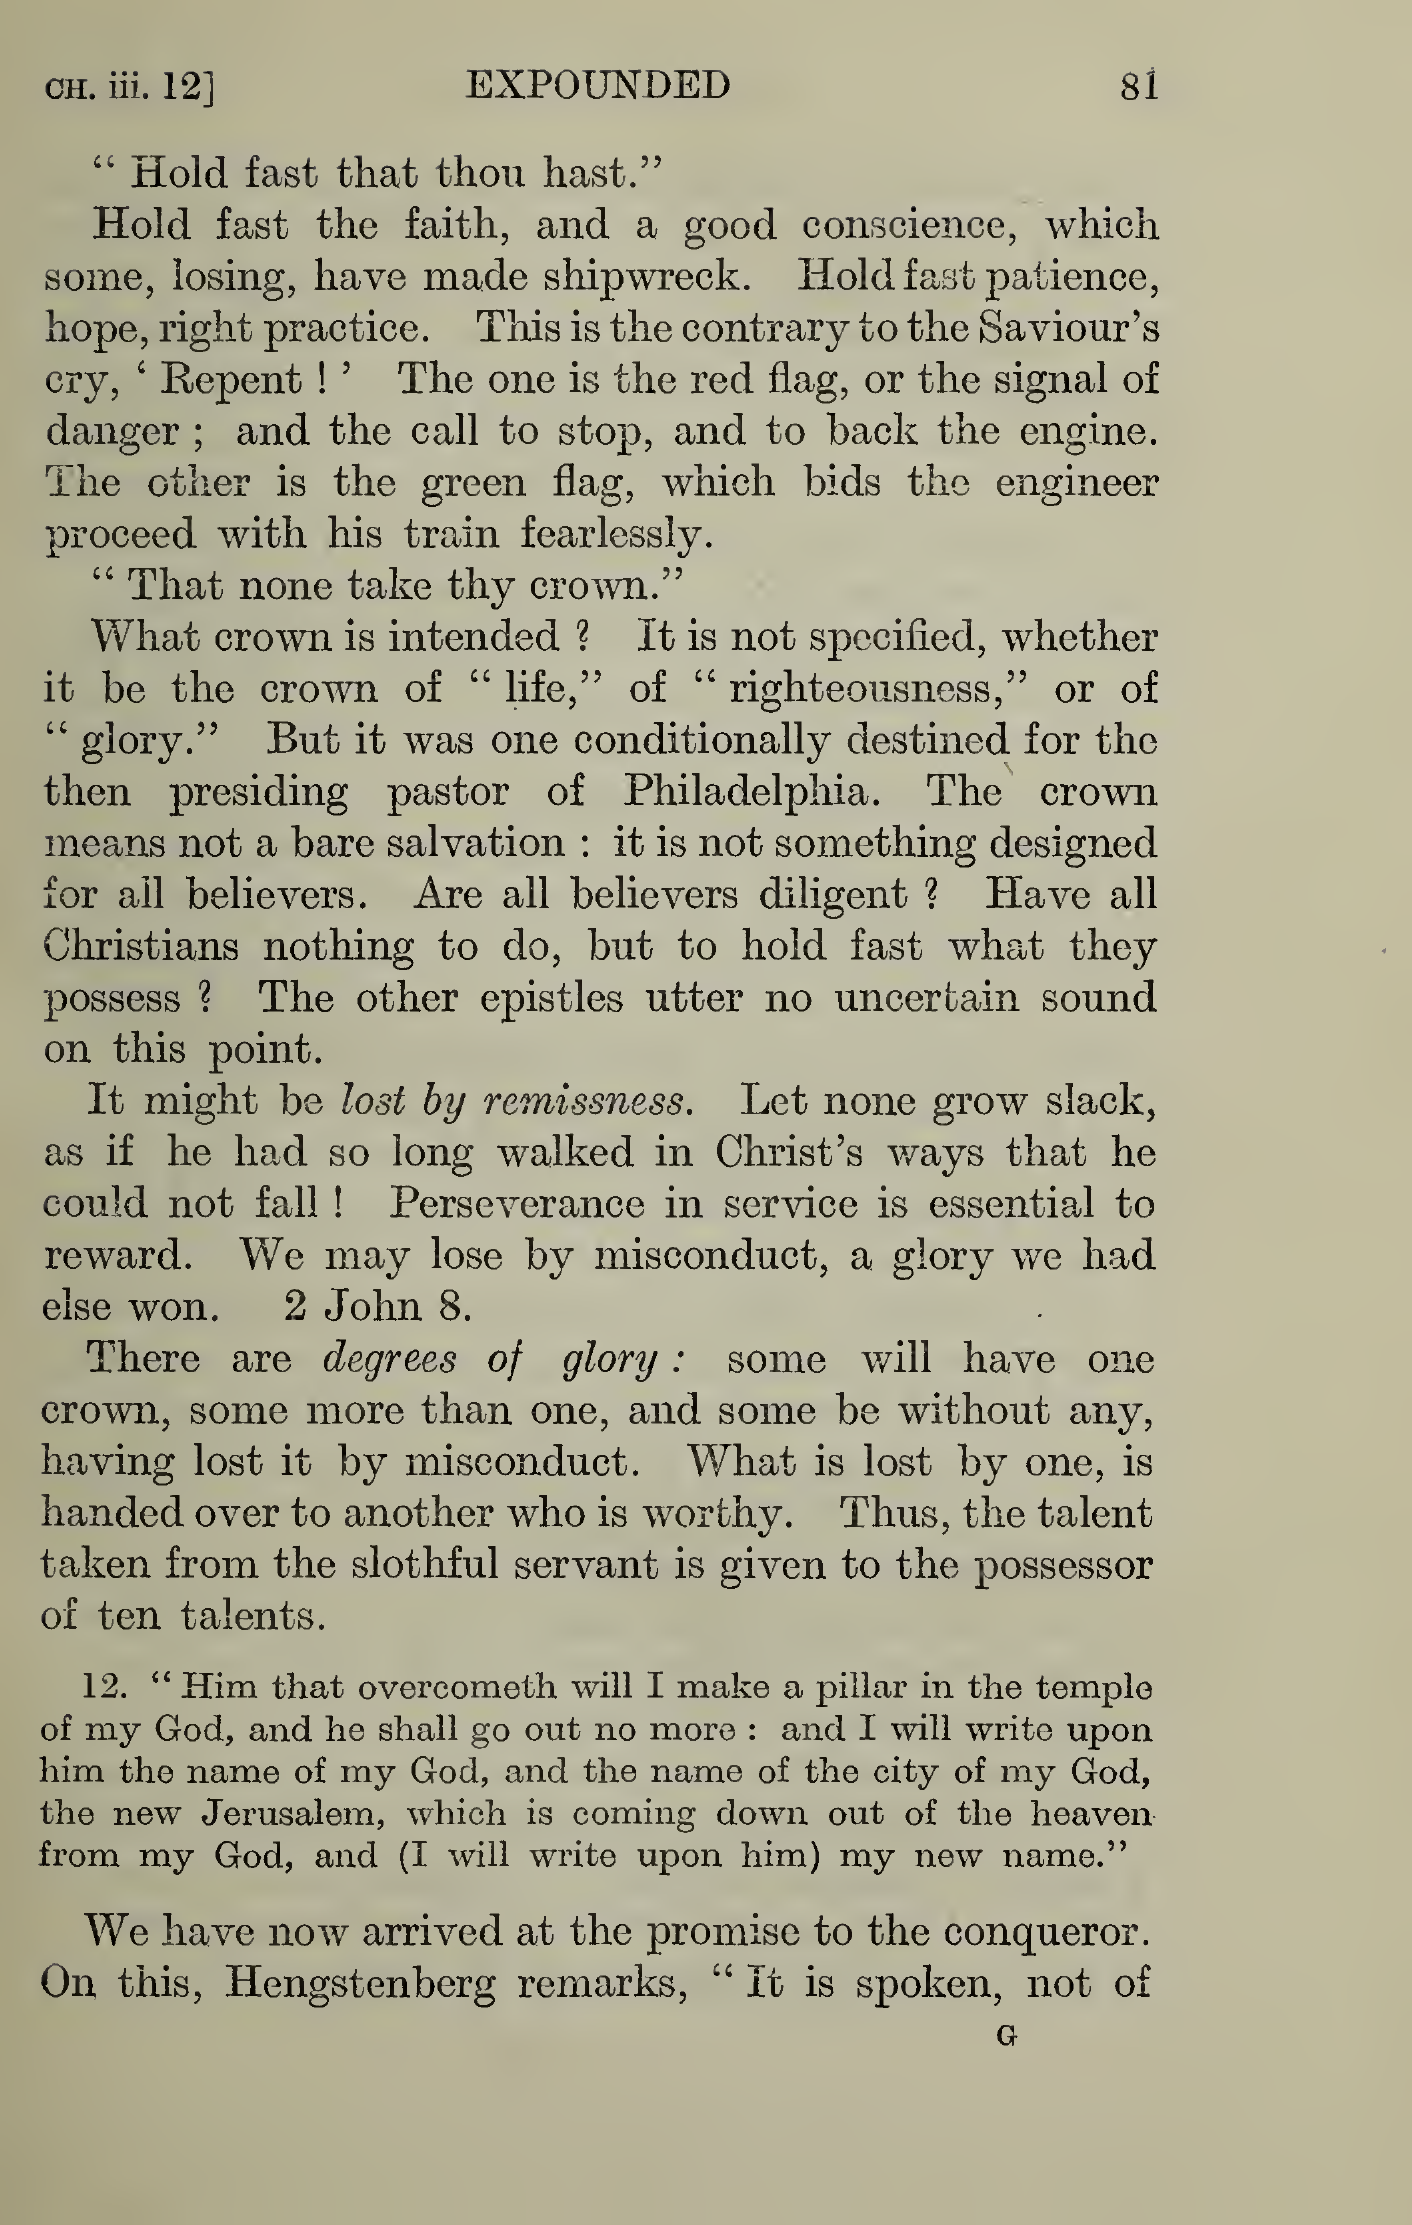 CH. iii. 12] EXPOUNDED 81
“ Hold fast that thou hast.”
Hold fast the faith, and a good conscience, which
some, losing, have made shipwreck. Hold fast patience,
hope, right practice. This is the contrary to the Saviour’s
cry, ‘ Repent ! ’ The one is the red flag, or the signal of
danger ; and the call to stop, and to back the engine.
The other is the green flag, which bids the engineer
proceed with his train fearlessly.
“ That none take thy crown.”
What crown is intended ? It is not specified, whether
it be the crown of “ life,” of “ righteousness,” or of
“ glory.” But it was one conditionally destined for the
then presiding pastor of Philadelphia. The crown
means not a bare salvation : it is not something designed
for all believers. Are all believers diligent ? Have all
Christians nothing to do, but to hold fast what they
possess ? The other epistles utter no uncertain sound
on this point.
It might be lost by remissness. Let none grow slack,
as if he had so long walked in Christ’s ways that he
could not fall ! Perseverance in service is essential to
reward. We may lose by misconduct, a glory we had
else won. 2 John 8.
There are degrees of glory : some will have one
crown, some more than one, and some be without any,
having lost it by misconduct. What is lost by one, is
handed over to another who is worthy. Thus, the talent
taken from the slothful servant is given to the possessor
of ten talents.
12. “ Him that overcometh will I make a pillar in the temple
of my God, and he shall go out no more : and I will write upon
him the name of my God, and the name of the city of my God,
the new Jerusalem, which is coming down out of the heaven
from my God, and (I will write upon him) my new name.”
We have now arrived at the promise to the conqueror.
On this, Hengstenberg remarks, “ It is spoken, not of
G